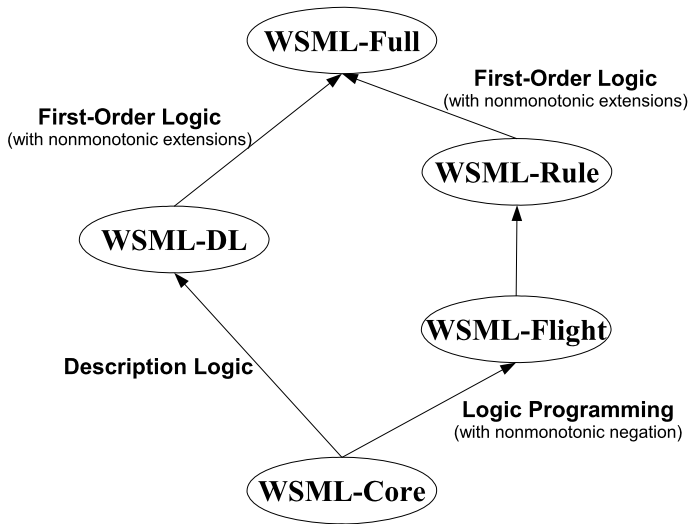 WSML-Full
First-Order Logic
(with nonmonotonic extensions)
First-Order Logic
(with nonmonotonic extensions)
WSML-Rule
WSML-DL
WSML-Flight
Description Logic
Logic Programming
(with nonmonotonic negation)
WSML-Core